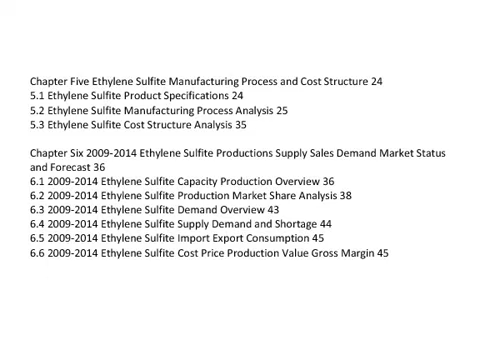 Chapter Five Ethylene Sulfite Manufacturing Process and Cost Structure 24
5.1 Ethylene Sulfite Product Specifications 24
5.2 Ethylene Sulfite Manufacturing Process Analysis 25
5.3 Ethylene Sulfite Cost Structure Analysis 35
Chapter Six 2009-2014 Ethylene Sulfite Productions Supply Sales Demand Market Status
and Forecast 36
6.1 2009-2014 Ethylene Sulfite Capacity Production Overview 36
6.2 2009-2014 Ethylene Sulfite Production Market Share Analysis 38
6.3 2009-2014 Ethylene Sulfite Demand Overview 43
6.4 2009-2014 Ethylene Sulfite Supply Demand and Shortage 44
6.5 2009-2014 Ethylene Sulfite Import Export Consumption 45
6.6 2009-2014 Ethylene Sulfite Cost Price Production Value Gross Margin 45